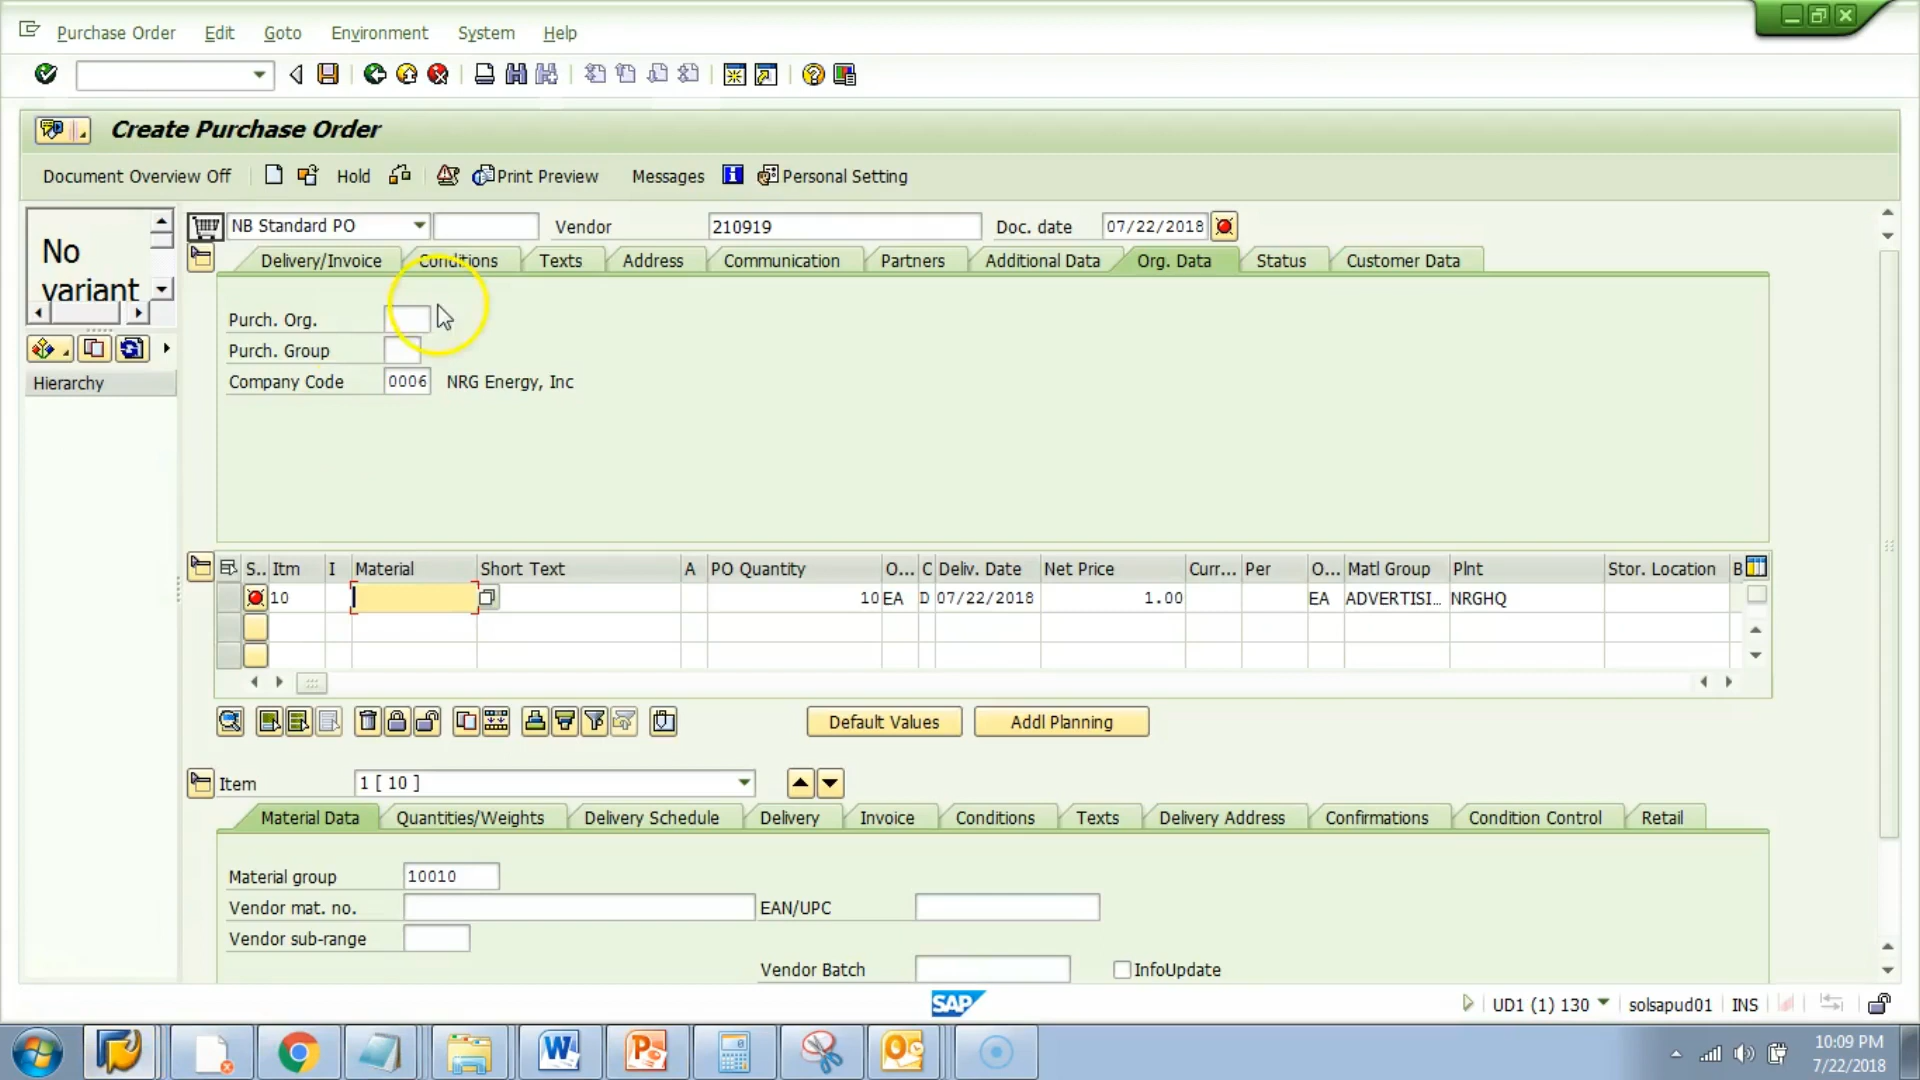 Purchase Order Edit Goto Environment System Help
Create Purchase Order
Document Overview Off Hold Print Preview Messages Personal Setting
No
variant
NB Standard PO Vendor 210919 Doc. date 07/22/2018
Delivery/Invoice Conditions Texts Address Communication Partners Additional Data Org. Data Status Customer Data
Purch. Org.
Purch. Group
Company Code 0006 NRG Energy, Inc
Hierarchy
S.. Itm I Material Short Text A PO Quantity O... C Deliv. Date Net Price Curr... Per O... Matl Group Plnt Stor. Location B
10 10 EA D 07/22/2018 1.00 EA ADVERTISI... NRGHQ
Default Values Addl Planning
Item 1 [ 10 ]
Material Data Quantities/Weights Delivery Schedule Delivery Invoice Conditions Texts Delivery Address Confirmations Condition Control Retail
Material group 10010
Vendor mat. no. EAN/UPC
Vendor sub-range
Vendor Batch InfoUpdate
SAP UD1 (1) 130 solsapud01 INS
10:09 PM
7/22/2018